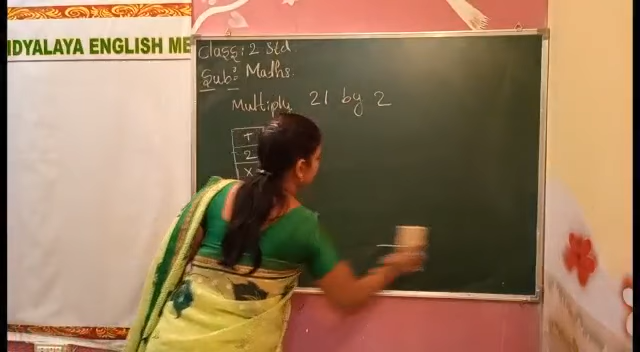 IDYALAYA ENGLISH ME
Class: 2 Std
Sub: Maths.
Multiply 21 by 2
T
2
X